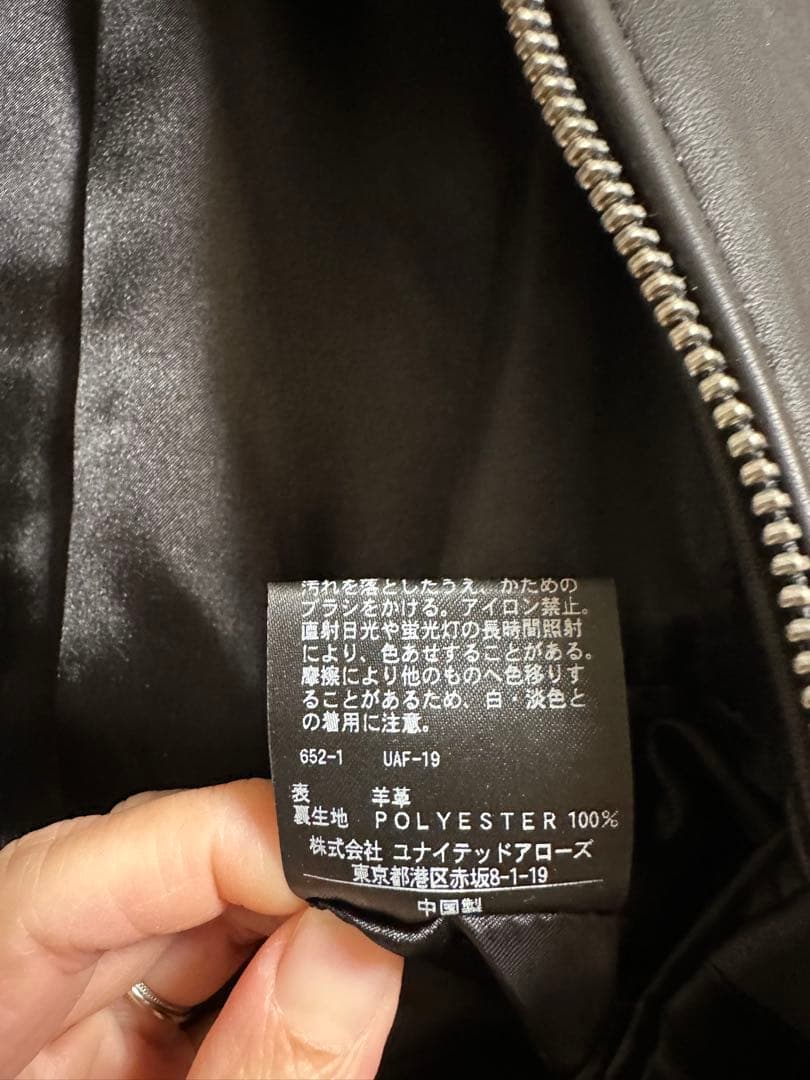 汚れを落としたうえ、かための
ブラシをかける。アイロン禁止。
直射日光や蛍光灯の長時間照射
により、色あせすることがある。
摩擦により他のものへ色移りす
ることがあるため、白・淡色と
の着用に注意。
652-1 UAF-19
表 羊革
裏生地 POLYESTER 100%
株式会社 ユナイテッドアローズ
東京都港区赤坂8-1-19
中国製